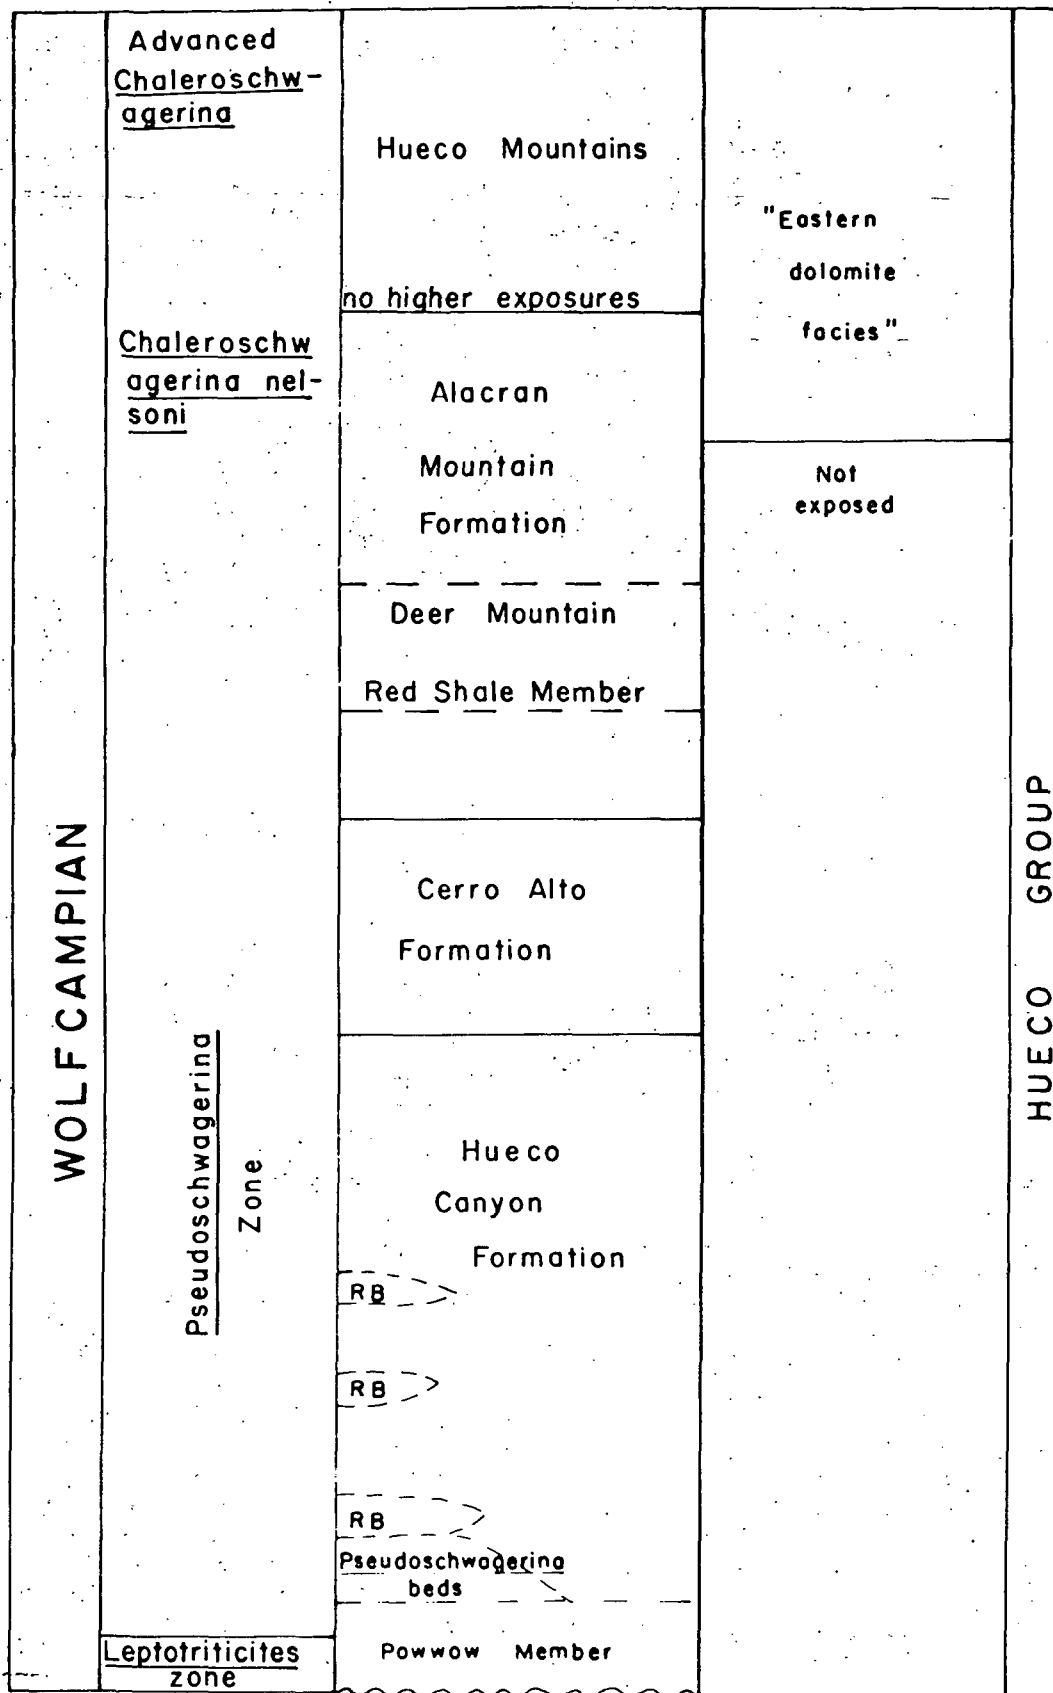 WOLFCAMPIAN
Advanced
Chaleroschw-
agerina
Chaleroschw
agerina nel-
soni
Pseudoschwagerina
Zone
Leptotriticites
zone
Hueco Mountains
no higher exposures
Alacran
Mountain
Formation
Deer Mountain
Red Shale Member
Cerro Alto
Formation
Hueco
Canyon
Formation
RB
RB
RB
Pseudoschwagerina
beds
Powwow Member
"Eastern
dolomite
facies"
Not
exposed
HUECO GROUP